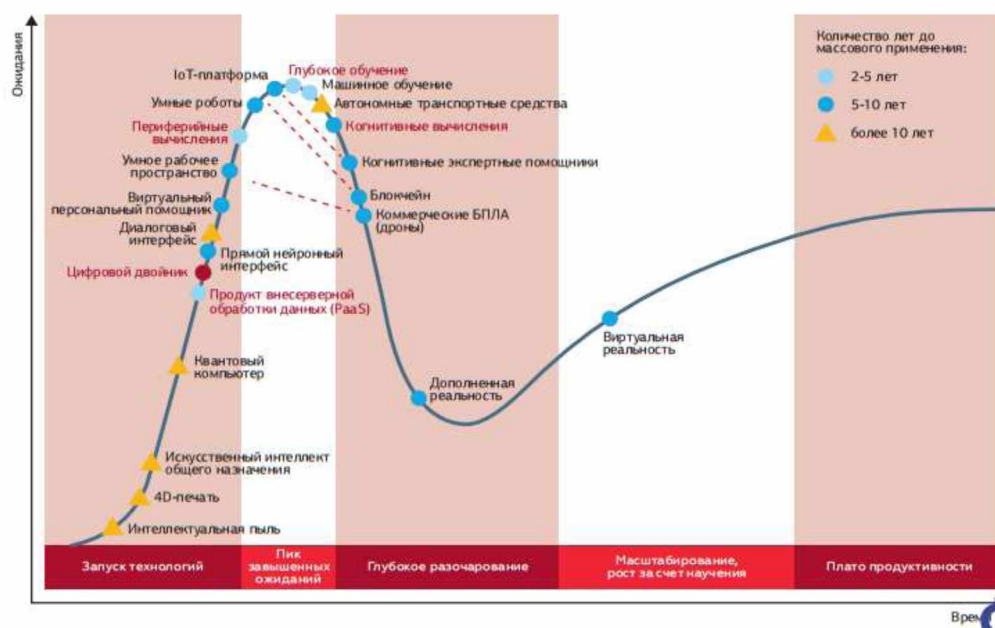 Ожидания
Количество лет до
массового применения:
2-5 лет
5-10 лет
более 10 лет
IoT-платформа
Глубокое обучение
Машинное обучение
Умные роботы
Автономные транспортные средства
Периферийные
вычисления
Когнитивные вычисления
Умное рабочее
пространство
Когнитивные экспертные помощники
Виртуальный
персональный помощник
Блокчейн
Коммерческие БПЛА
(дроны)
Диалоговый
интерфейс
Прямой нейронный
интерфейс
Цифровой двойник
Продукт внесерверной
обработки данных (PaaS)
Виртуальная
реальность
Квантовый
компьютер
Дополненная
реальность
Искусственный интеллект
общего назначения
4D-печать
Интеллектуальная пыль
Запуск технологий
Пик
завышенных
ожиданий
Глубокое разочарование
Масштабирование,
рост за счет научения
Плато продуктивности